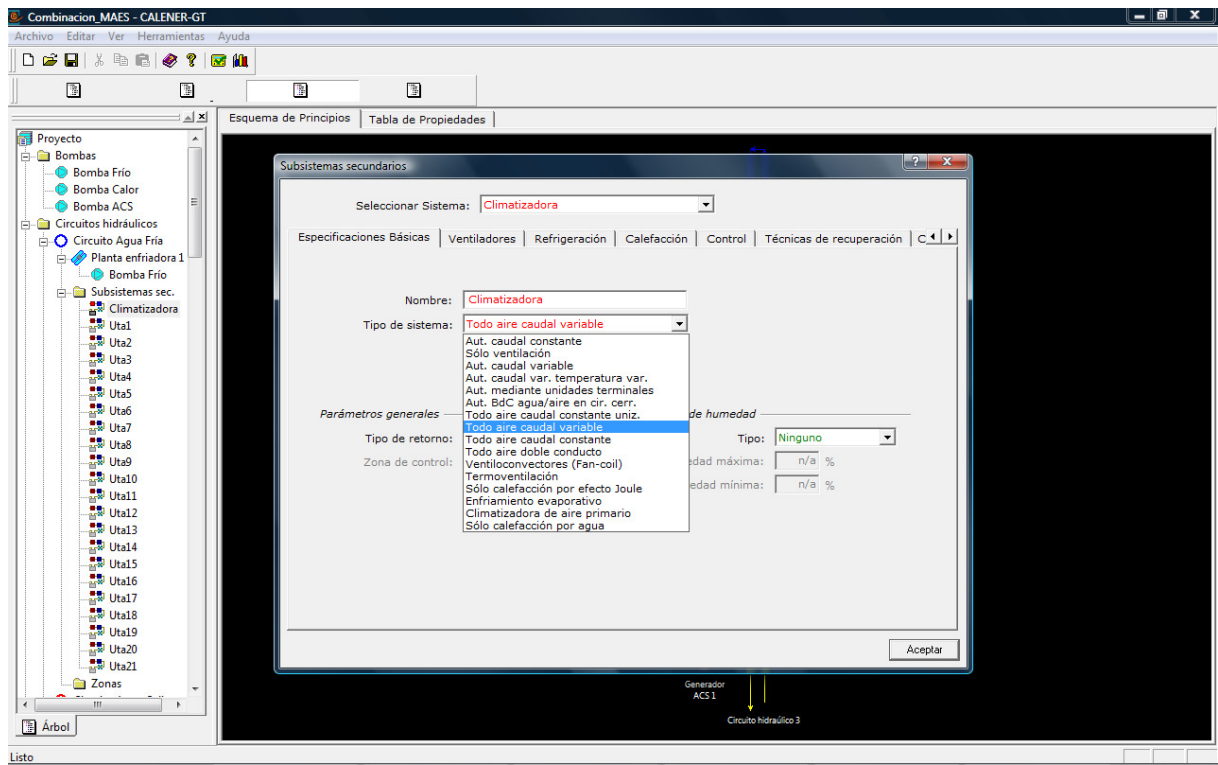 Combinacion_MAES - CALENER-GT
Archivo Editar Ver Herramientas Ayuda
Esquema de Principios Tabla de Propiedades
Proyecto
Bombas
Bomba Frío
Bomba Calor
Bomba ACS
Circuitos hidráulicos
Circuito Agua Fría
Planta enfriadora 1
Bomba Frío
Subsistemas sec.
Climatizadora
Uta1
Uta2
Uta3
Uta4
Uta5
Uta6
Uta7
Uta8
Uta9
Uta10
Uta11
Uta12
Uta13
Uta14
Uta15
Uta16
Uta17
Uta18
Uta19
Uta20
Uta21
Zonas
Árbol
Listo
Subsistemas secundarios
Seleccionar Sistema: Climatizadora
Especificaciones Básicas Ventiladores Refrigeración Calefacción Control Técnicas de recuperación C
Nombre: Climatizadora
Tipo de sistema: Todo aire caudal variable
Aut. caudal constante
Sólo ventilación
Aut. caudal variable
Aut. caudal var. temperatura var.
Aut. mediante unidades terminales
Aut. BdC agua/aire en cir. cerr.
Todo aire caudal constante uniz.
Todo aire caudal variable
Todo aire caudal constante
Todo aire doble conducto
Ventiloconvectores (Fan-coil)
Termoventilación
Sólo calefacción por efecto Joule
Enfriamiento evaporativo
Climatizadora de aire primario
Sólo calefacción por agua
Parámetros generales
Tipo de retorno:
Zona de control:
de humedad
Tipo: Ninguno
edad máxima: n/a %
edad mínima: n/a %
Aceptar
Generador
ACS 1
Circuito hidraúlico 3